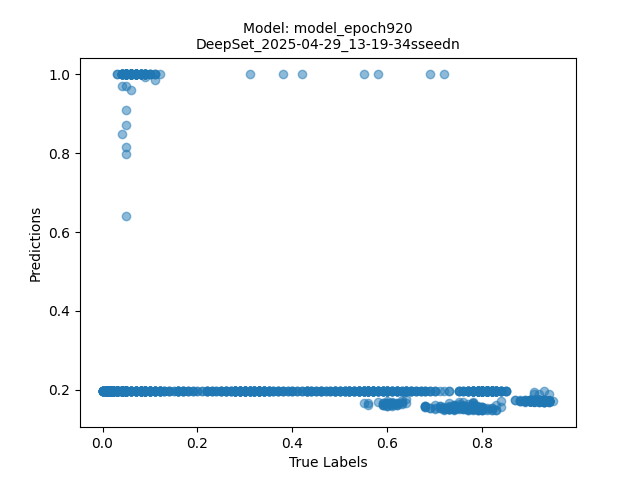 Model: model_epoch920
DeepSet_2025-04-29_13-19-34sseedn
1.0
0.8
0.6
0.4
0.2
Predictions
0.0 0.2 0.4 0.6 0.8
True Labels